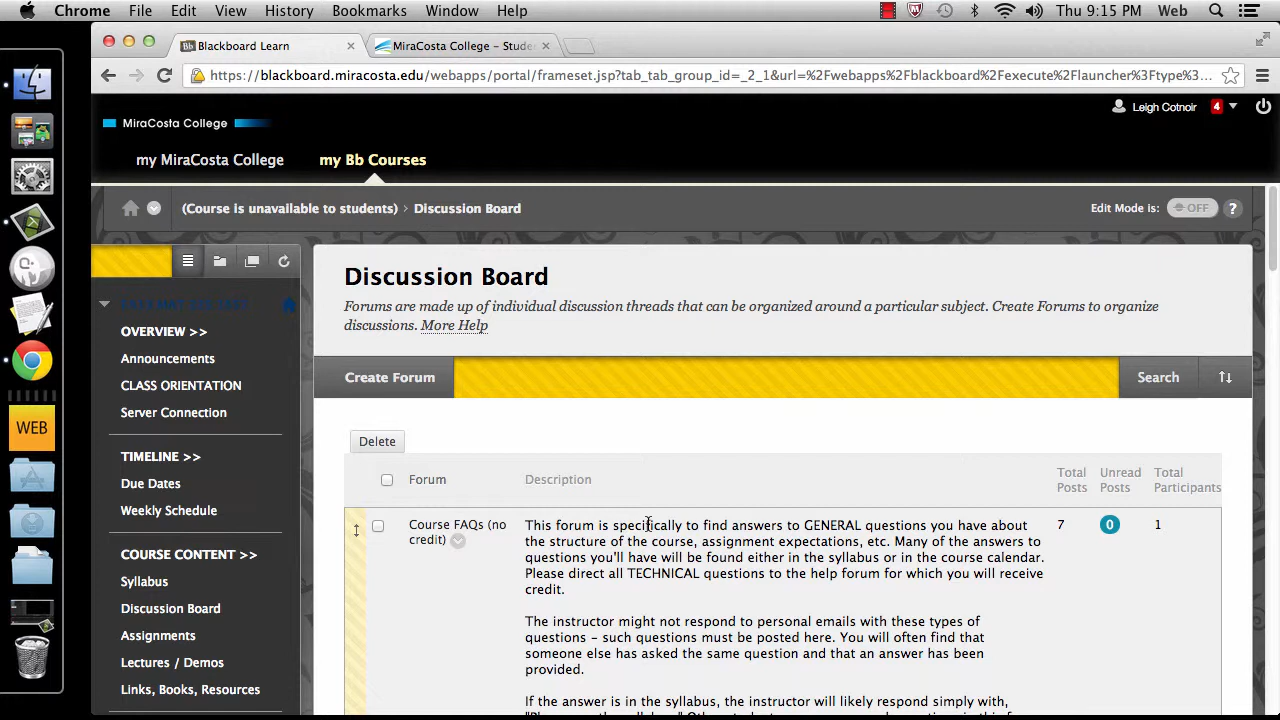 Chrome File Edit View History Bookmarks Window Help Thu 9:15 PM Web
Blackboard Learn
MiraCosta College – Stude
https://blackboard.miracosta.edu/webapps/portal/frameset.jsp?tab_tab_group_id=_2_1&url=%2Fwebapps%2Fblackboard%2Fexecute%2Flauncher%3Ftype%3...
MiraCosta College
Leigh Cotnoir 4
my MiraCosta College my Bb Courses
(Course is unavailable to students) › Discussion Board Edit Mode is: OFF ?
OVERVIEW >>
Announcements
CLASS ORIENTATION
Server Connection
TIMELINE >>
Due Dates
Weekly Schedule
COURSE CONTENT >>
Syllabus
Discussion Board
Assignments
Lectures / Demos
Links, Books, Resources
WEB
Discussion Board
Forums are made up of individual discussion threads that can be organized around a particular subject. Create Forums to organize
discussions. More Help
Create Forum Search
Delete
Forum Description Total Posts Unread Posts Total Participants
Course FAQs (no
credit)
This forum is specifically to find answers to GENERAL questions you have about
the structure of the course, assignment expectations, etc. Many of the answers to
questions you'll have will be found either in the syllabus or in the course calendar.
Please direct all TECHNICAL questions to the help forum for which you will receive
credit.
The instructor might not respond to personal emails with these types of
questions – such questions must be posted here. You will often find that
someone else has asked the same question and that an answer has been
provided.
If the answer is in the syllabus, the instructor will likely respond simply with,
7 0 1